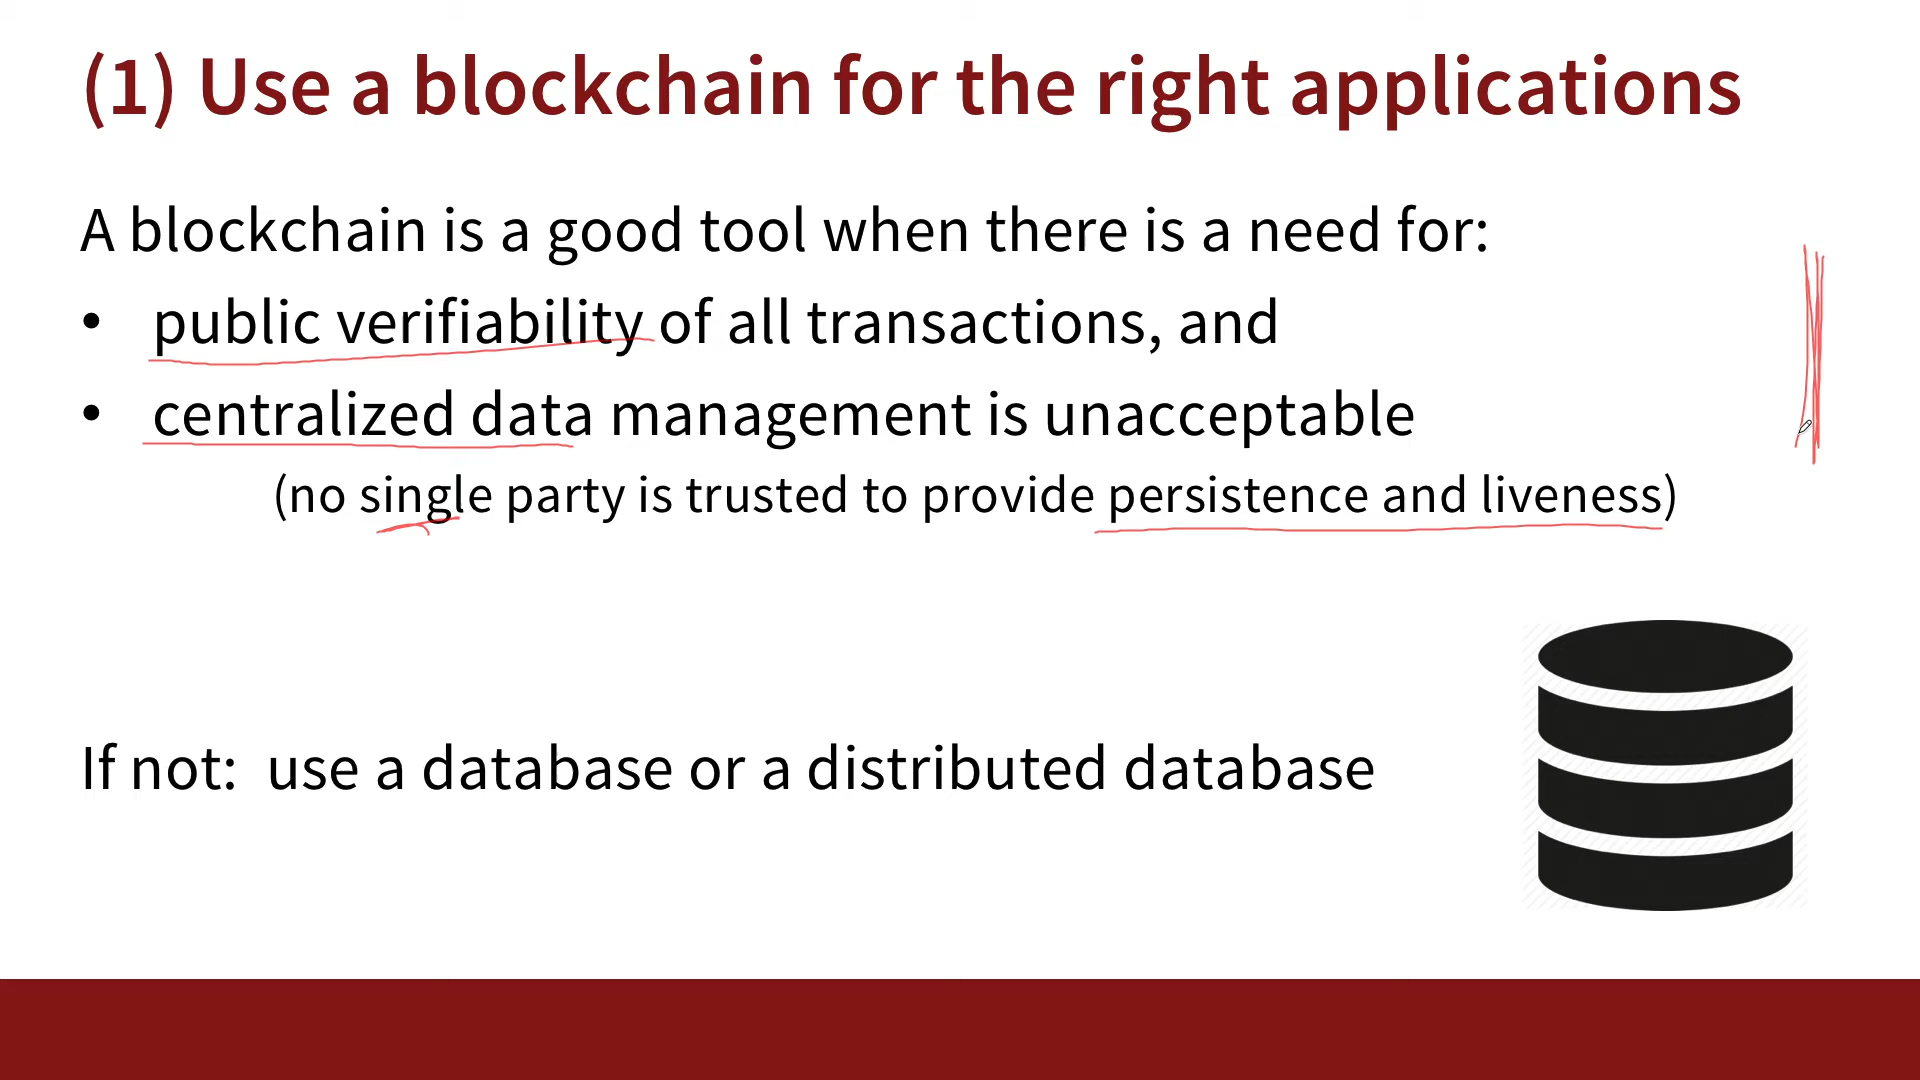 (1) Use a blockchain for the right applications
A blockchain is a good tool when there is a need for:
• public verifiability of all transactions, and
• centralized data management is unacceptable
(no single party is trusted to provide persistence and liveness)
If not: use a database or a distributed database